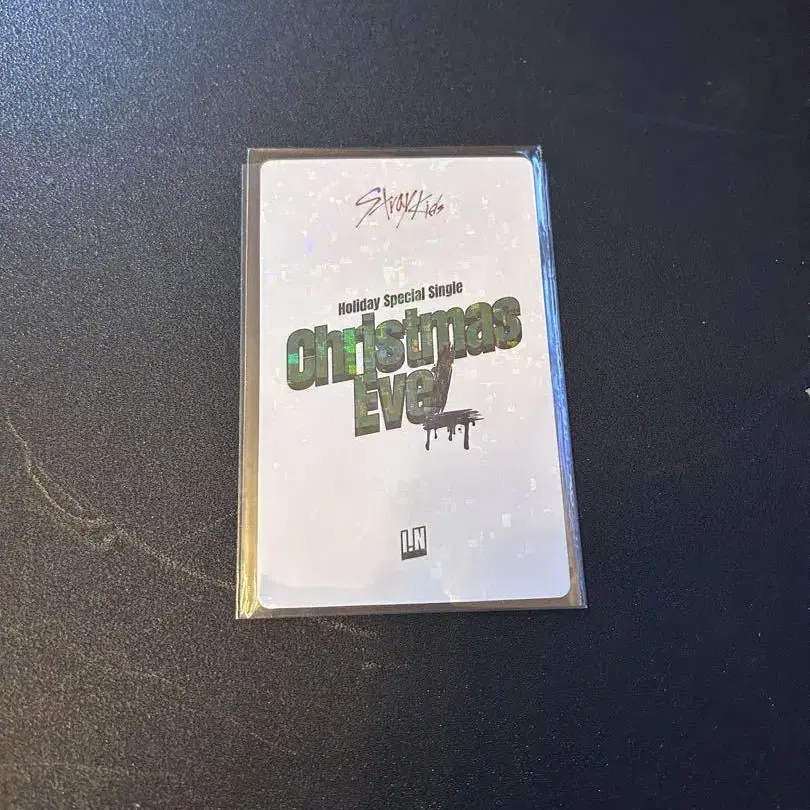 Stray Kids
Holiday Special Single
Christmas
EveL
I.N